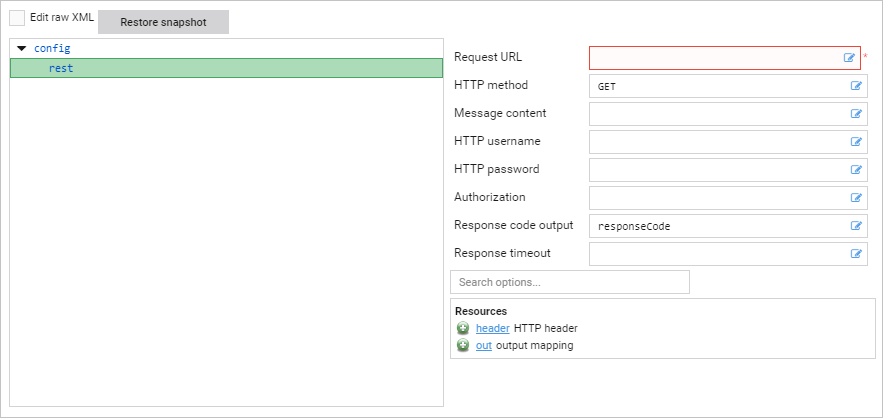 Edit raw XML Restore snapshot
config
rest
Request URL *
HTTP method GET
Message content
HTTP username
HTTP password
Authorization
Response code output responseCode
Response timeout
Search options...
Resources
header HTTP header
out output mapping